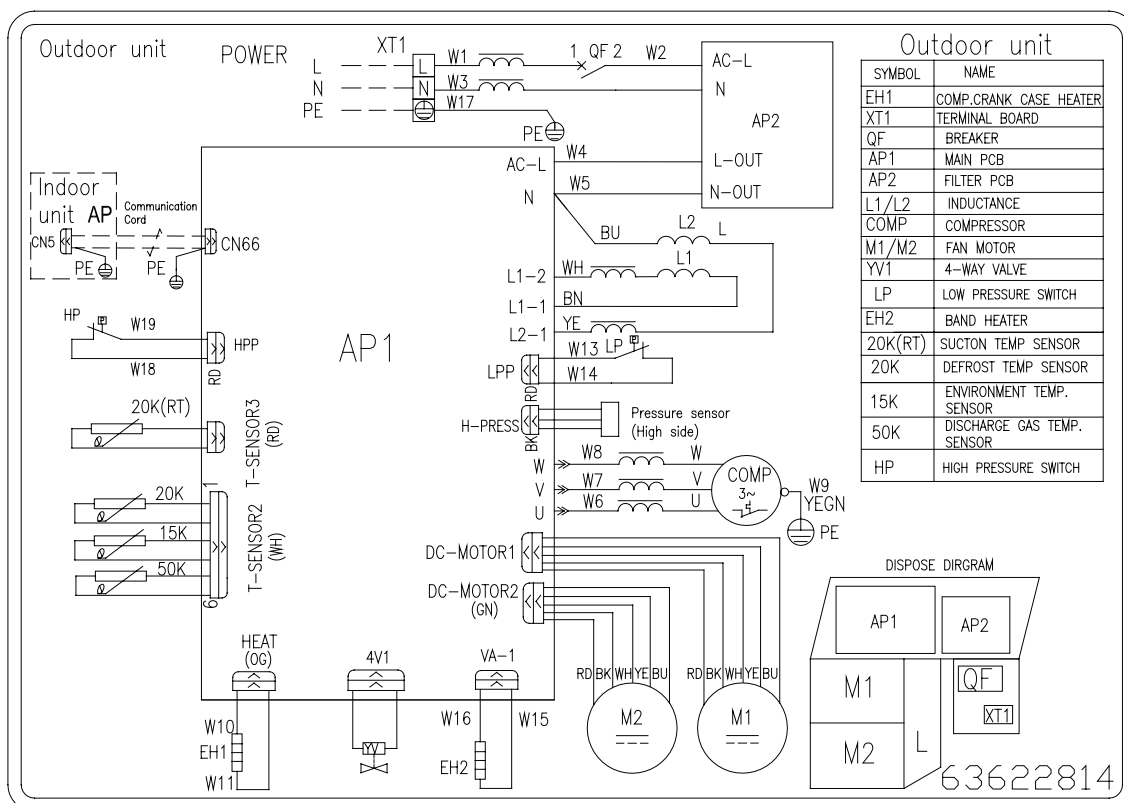 Outdoor unit
POWER
XT1
L
N
PE
L
N
W1
W3
W17
PE
1 QF 2
W2
AC-L
N
AP2
L-OUT
N-OUT
W4
W5
AC-L
N
Indoor
unit AP
Communication
Cord
CN5
CN66
PE
PE
HP
P
W19
W18
HPP
RD
20K(RT)
T-SENSOR3
(RD)
20K
15K
50K
1
6
T-SENSOR2
(WH)
AP1
BU
L2
L
L1-2
WH
L1
L1-1
BN
L2-1
YE
LPP
RD
W13
LP
P
W14
H-PRESS
BK
Pressure sensor
(High side)
W
V
U
W8
W7
W6
W
V
U
COMP
3~
W9
YEGN
PE
DC-MOTOR1
DC-MOTOR2
(GN)
RD BK WH YE BU
M2
RD BK WH YE BU
M1
HEAT
(OG)
W10
EH1
W11
4V1
YV
VA-1
W16
W15
EH2
Outdoor unit
SYMBOL NAME
EH1 COMP.CRANK CASE HEATER
XT1 TERMINAL BOARD
QF BREAKER
AP1 MAIN PCB
AP2 FILTER PCB
L1/L2 INDUCTANCE
COMP COMPRESSOR
M1/M2 FAN MOTOR
YV1 4-WAY VALVE
LP LOW PRESSURE SWITCH
EH2 BAND HEATER
20K(RT) SUCTON TEMP SENSOR
20K DEFROST TEMP SENSOR
15K ENVIRONMENT TEMP.
SENSOR
50K DISCHARGE GAS TEMP.
SENSOR
HP HIGH PRESSURE SWITCH
DISPOSE DIRGRAM
AP1
AP2
M1
M2
L
QF
XT1
63622814